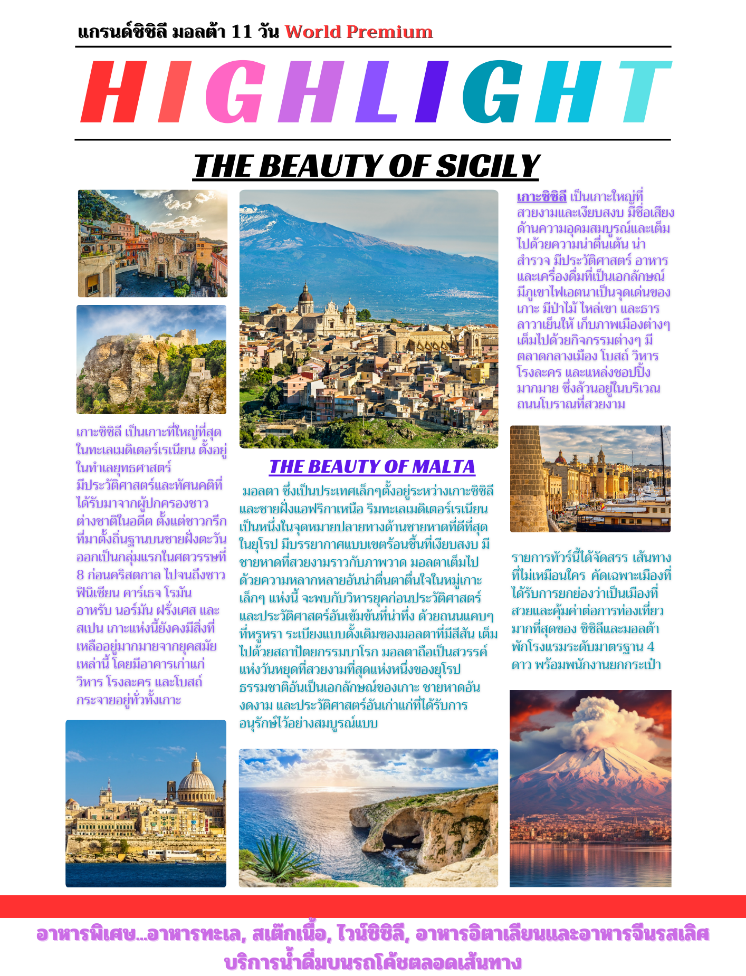 แกรนด์ซิซิลี มอลต้า 11 วัน World Premium
HIGHLIGHT
THE BEAUTY OF SICILY
เกาะซิซิลี เป็นเกาะใหญ่ที่
สวยงามและเงียบสงบ มีชื่อเสียง
ด้านความอุดมสมบูรณ์และเต็ม
ไปด้วยความน่าตื่นเต้น น่า
สำรวจ มีประวัติศาสตร์ อาหาร
และเครื่องดื่มที่เป็นเอกลักษณ์
มีภูเขาไฟเอตนาเป็นจุดเด่นของ
เกาะ มีป่าไม้ ไหล่เขา และธาร
ลาวาเย็นให้ เก็บภาพเมืองต่างๆ
เต็มไปด้วยกิจกรรมต่างๆ มี
ตลาดกลางเมือง โบสถ์ วิหาร
โรงละคร และแหล่งชอปปิ้ง
มากมาย ซึ่งล้วนอยู่ในบริเวณ
ถนนโบราณที่สวยงาม
เกาะซิซิลี เป็นเกาะที่ใหญ่ที่สุด
ในทะเลเมดิเตอร์เรเนียน ตั้งอยู่
ในทำเลยุทธศาสตร์
มีประวัติศาสตร์และทัศนคติที่
ได้รับมาจากผู้ปกครองชาว
ต่างชาติในอดีต ตั้งแต่ชาวกรีก
ที่มาตั้งถิ่นฐานบนชายฝั่งตะวัน
ออกเป็นกลุ่มแรกในศตวรรษที่
8 ก่อนคริสตกาล ไปจนถึงชาว
ฟินิเชียน คาร์เธจ โรมัน
อาหรับ นอร์มัน ฝรั่งเศส และ
สเปน เกาะแห่งนี้ยังคงมีสิ่งที่
เหลืออยู่มากมายจากยุคสมัย
เหล่านี้ โดยมีอาคารเก่าแก่
วิหาร โรงละคร และโบสถ์
กระจายอยู่ทั่วทั้งเกาะ
THE BEAUTY OF MALTA
มอลตา ซึ่งเป็นประเทศเล็กๆตั้งอยู่ระหว่างเกาะซิซิลี
และชายฝั่งแอฟริกาเหนือ ริมทะเลเมดิเตอร์เรเนียน
เป็นหนึ่งในจุดหมายปลายทางด้านชายหาดที่ดีที่สุด
ในยุโรป มีบรรยากาศแบบเขตร้อนชื้นที่เงียบสงบ มี
ชายหาดที่สวยงามราวกับภาพวาด มอลตาเต็มไป
ด้วยความหลากหลายอันน่าตื่นตาตื่นใจในหมู่เกาะ
เล็กๆ แห่งนี้ จะพบกับวิหารยุคก่อนประวัติศาสตร์
และประวัติศาสตร์อันเข้มข้นที่น่าทึ่ง ด้วยถนนแคบๆ
ที่หรูหรา ระเบียงแบบดั้งเดิมของมอลตาที่มีสีสัน เต็ม
ไปด้วยสถาปัตยกรรมบาโรก มอลตาถือเป็นสวรรค์
แห่งวันหยุดที่สวยงามที่สุดแห่งหนึ่งของยุโรป
ธรรมชาติอันเป็นเอกลักษณ์ของเกาะ ชายหาดอัน
งดงาม และประวัติศาสตร์อันเก่าแก่ที่ได้รับการ
อนุรักษ์ไว้อย่างสมบูรณ์แบบ
รายการทัวร์นี้ได้จัดสรร เส้นทาง
ที่ไม่เหมือนใคร คัดเฉพาะเมืองที่
ได้รับการยกย่องว่าเป็นเมืองที่
สวยและคุ้มค่าต่อการท่องเที่ยว
มากที่สุดของ ซิซิลีและมอลต้า
พักโรงแรมระดับมาตรฐาน 4
ดาว พร้อมพนักงานยกกระเป๋า
อาหารพิเศษ...อาหารทะเล, สเต๊กเนื้อ, ไวน์ซิซิลี, อาหารอิตาเลียนและอาหารจีนรสเลิศ
บริการน้ำดื่มบนรถโค้ชตลอดเส้นทาง